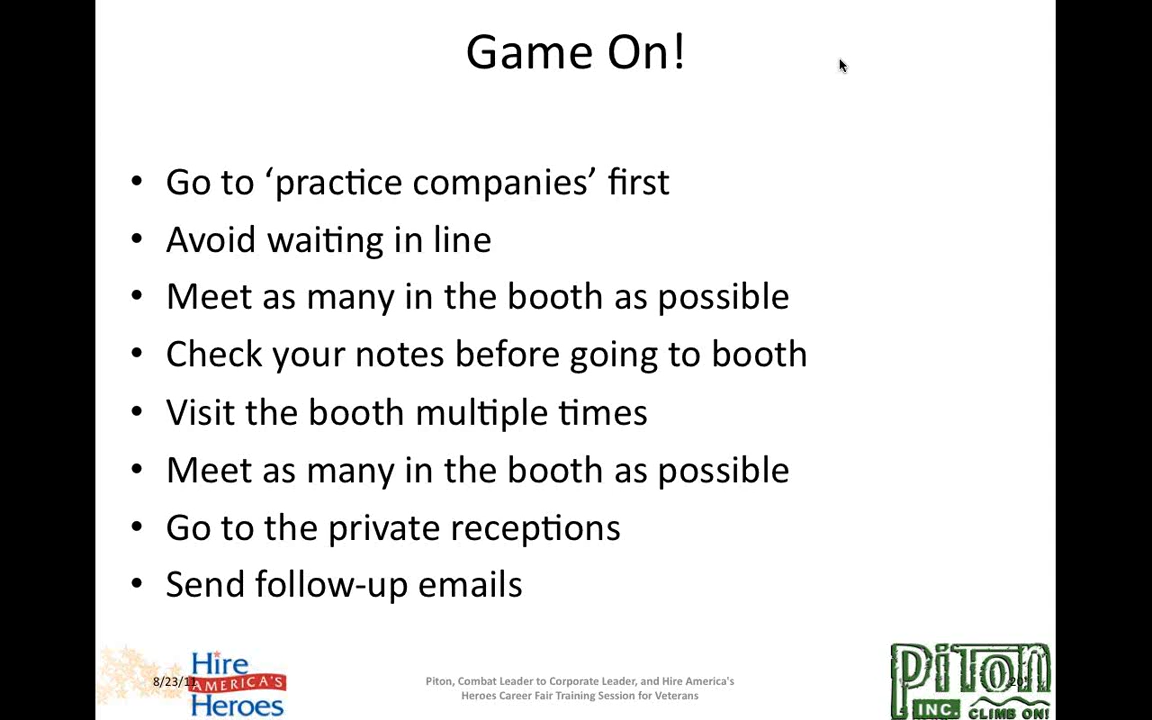 Game On!
• Go to ‘practice companies’ first
• Avoid waiting in line
• Meet as many in the booth as possible
• Check your notes before going to booth
• Visit the booth multiple times
• Meet as many in the booth as possible
• Go to the private receptions
• Send follow-up emails
Hire
AMERICA'S
Heroes
8/23/11
Piton, Combat Leader to Corporate Leader, and Hire America's
Heroes Career Fair Training Session for Veterans
PiTon
INC. CLIMB ON!
20